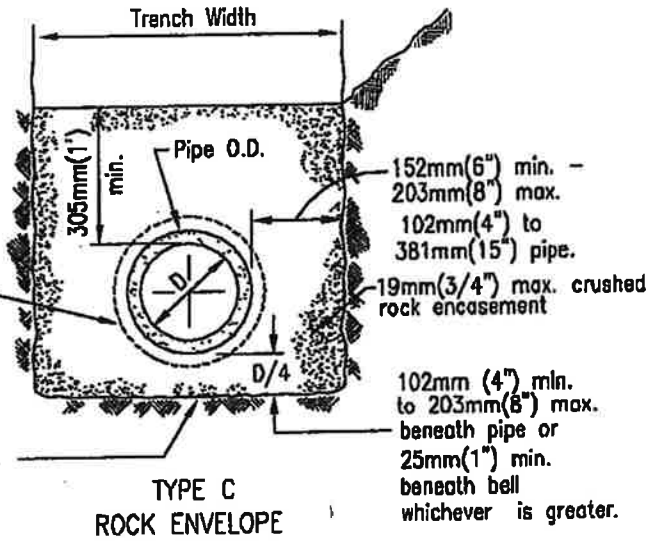 Trench Width
305mm(1')
min.
Pipe O.D.
152mm(6") min. –
203mm(8") max.
102mm(4") to
381mm(15") pipe.
D
19mm(3/4") max. crushed
rock encasement
D/4
102mm (4") min.
to 203mm(8") max.
beneath pipe or
25mm(1") min.
beneath bell
whichever is greater.
TYPE C
ROCK ENVELOPE